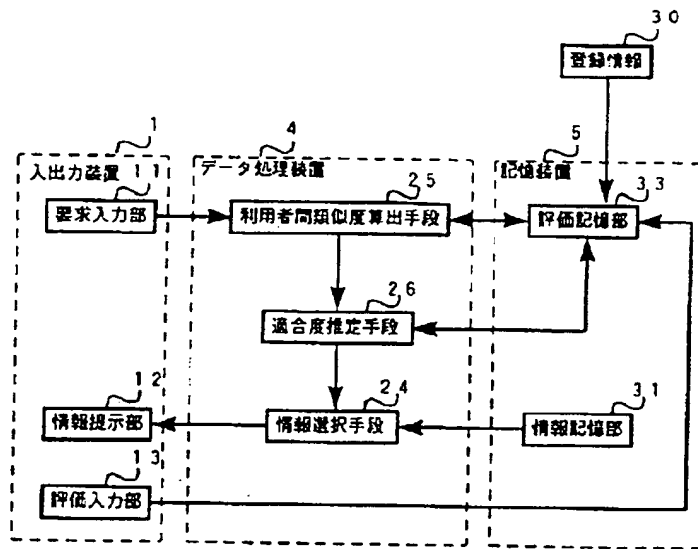 30
登録情報
1
4
5
入出力装置
データ処理装置
記憶装置
11
25
33
要求入力部
利用者間類似度算出手段
評価記憶部
26
適合度推定手段
12
24
31
情報提示部
情報選択手段
情報記憶部
13
評価入力部